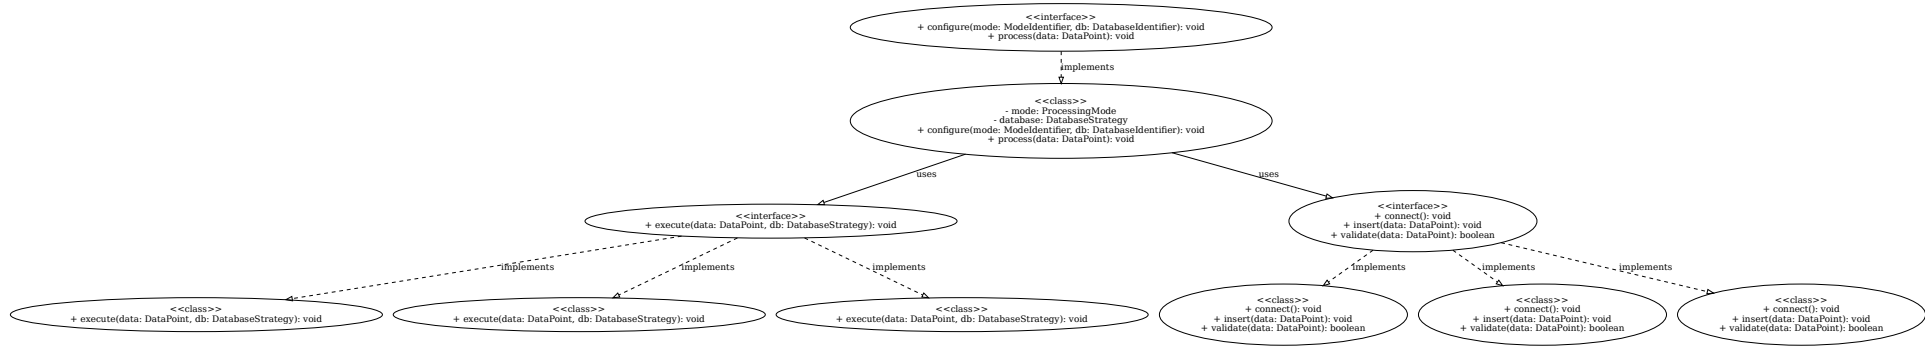 <<interface>>
+ configure(mode: ModeIdentifier, db: DatabaseIdentifier): void
+ process(data: DataPoint): void
implements
<<class>>
- mode: ProcessingMode
- database: DatabaseStrategy
+ configure(mode: ModeIdentifier, db: DatabaseIdentifier): void
+ process(data: DataPoint): void
uses
uses
<<interface>>
+ execute(data: DataPoint, db: DatabaseStrategy): void
<<interface>>
+ connect(): void
+ insert(data: DataPoint): void
+ validate(data: DataPoint): boolean
implements
implements
implements
implements
implements
implements
<<class>>
+ execute(data: DataPoint, db: DatabaseStrategy): void
<<class>>
+ execute(data: DataPoint, db: DatabaseStrategy): void
<<class>>
+ execute(data: DataPoint, db: DatabaseStrategy): void
<<class>>
+ connect(): void
+ insert(data: DataPoint): void
+ validate(data: DataPoint): boolean
<<class>>
+ connect(): void
+ insert(data: DataPoint): void
+ validate(data: DataPoint): boolean
<<class>>
+ connect(): void
+ insert(data: DataPoint): void
+ validate(data: DataPoint): boolean